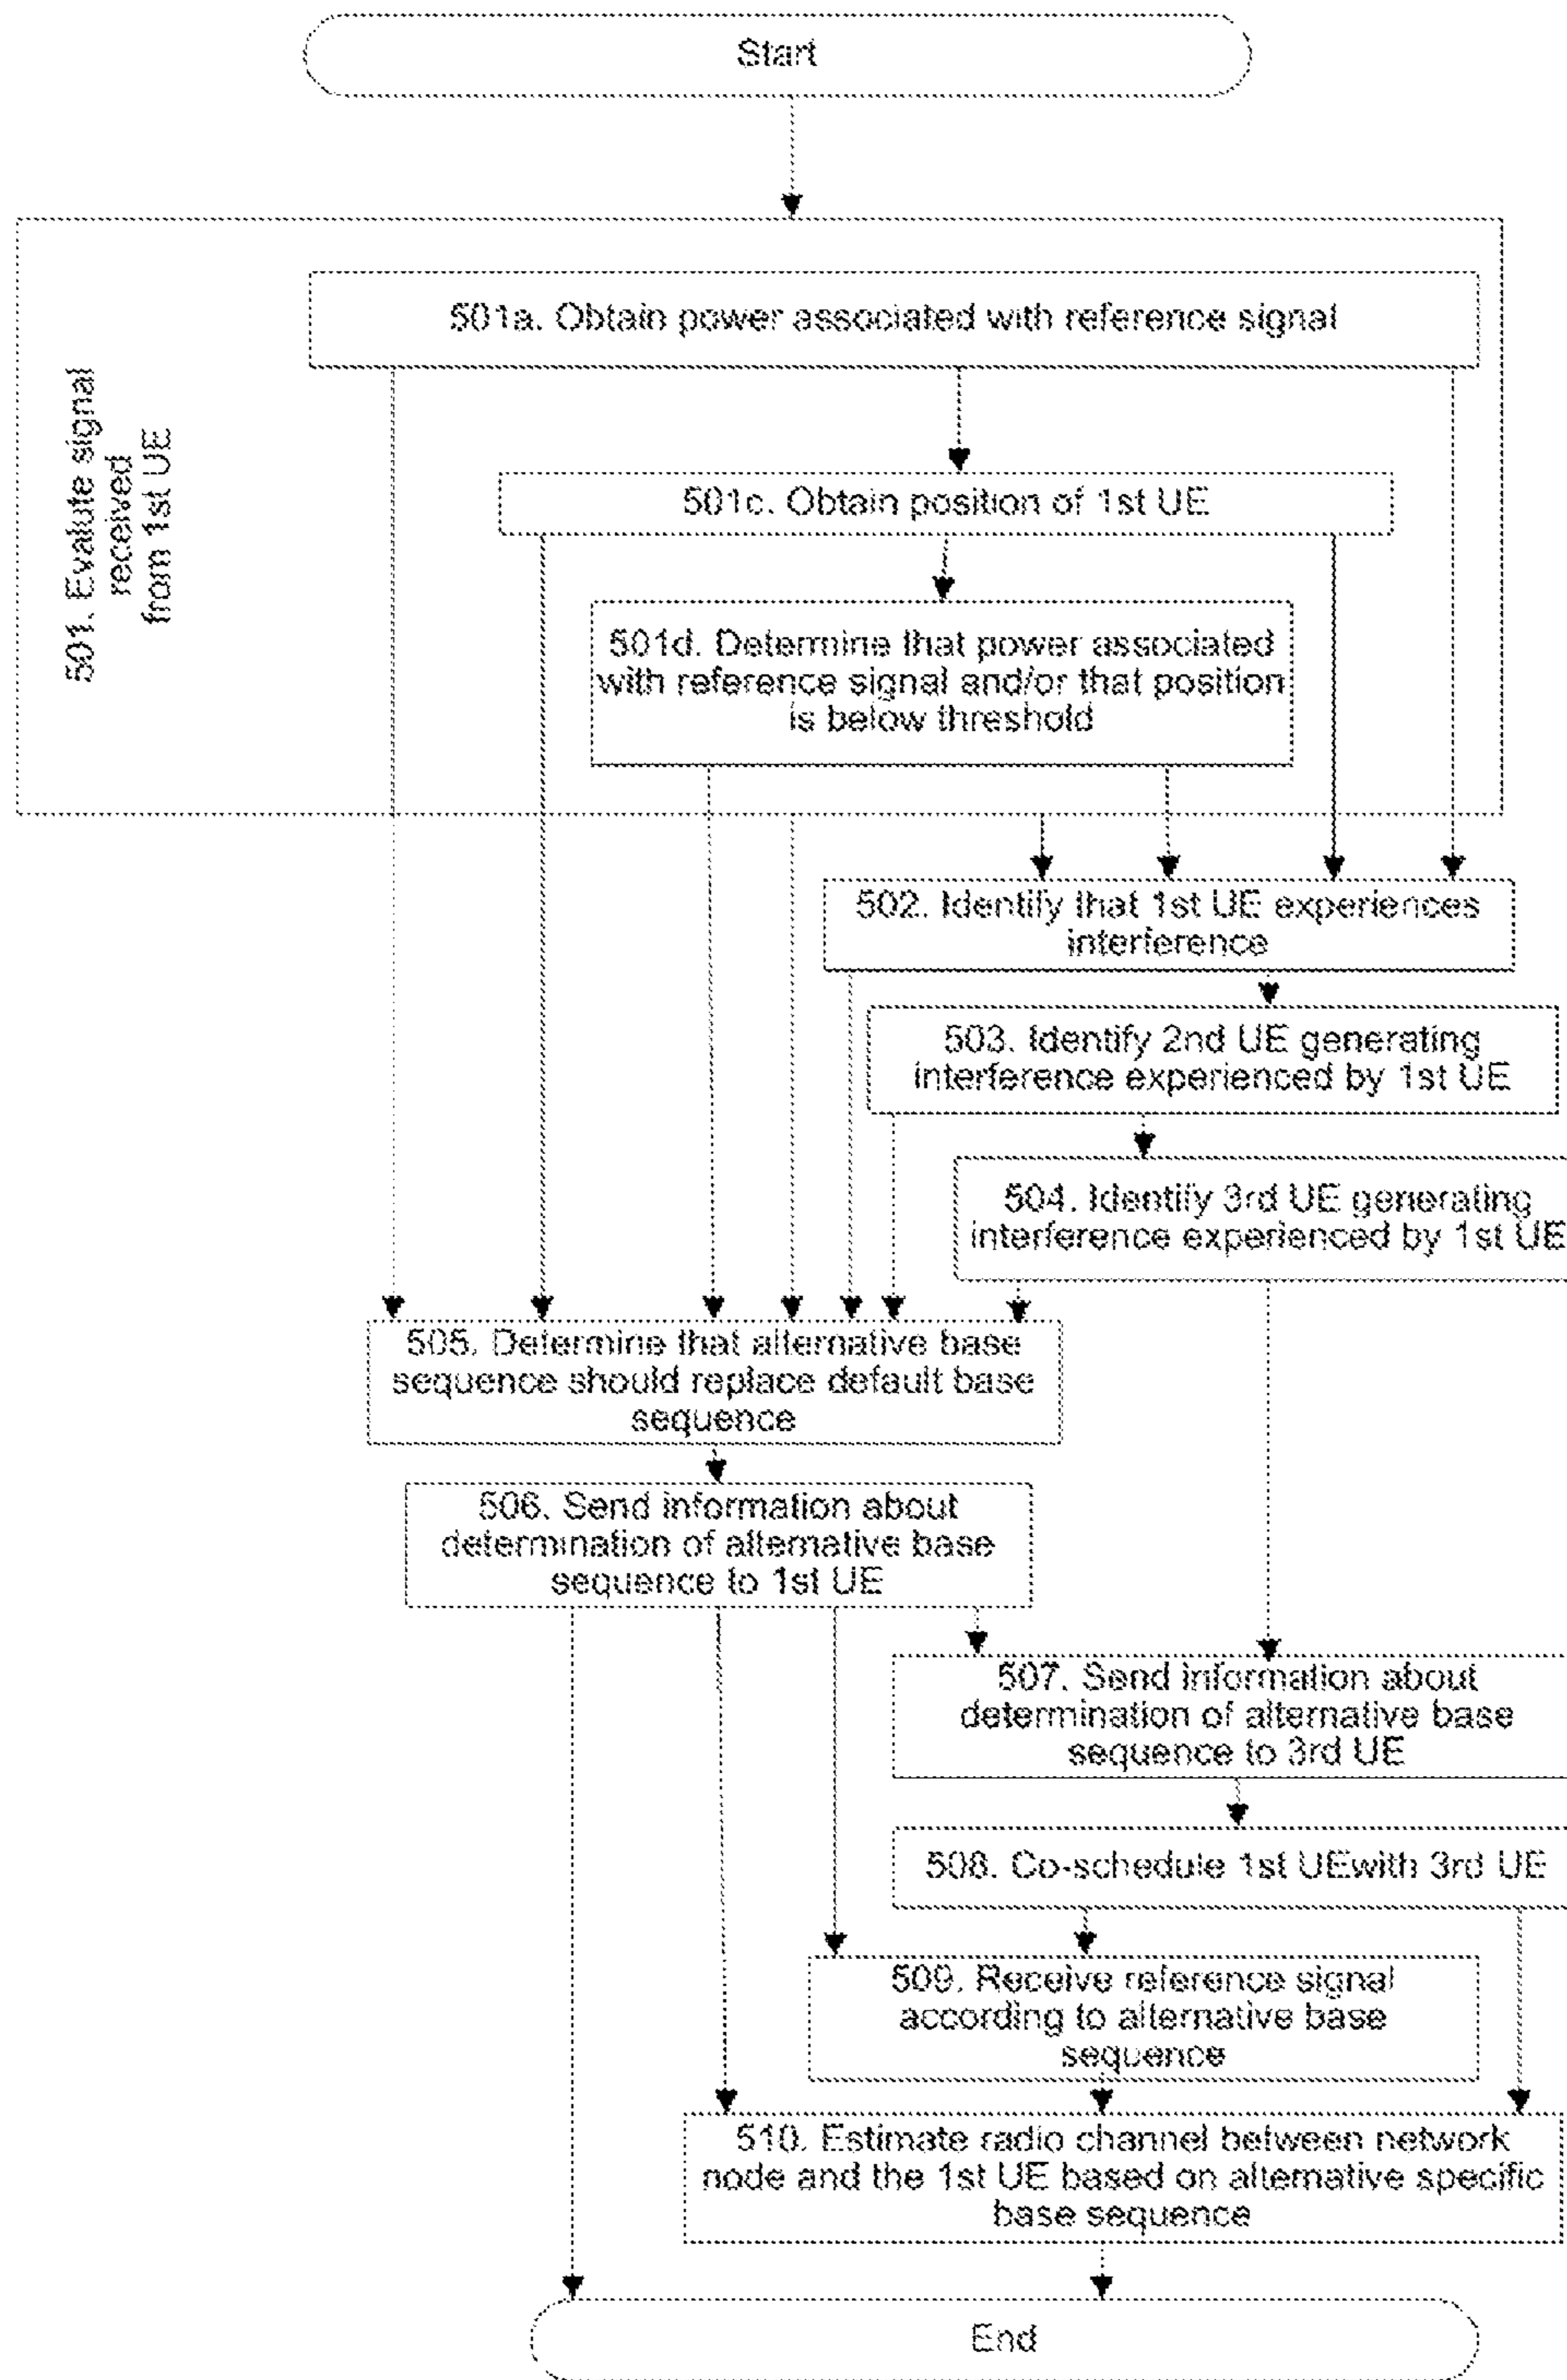 Start
501. Evalute signal
received
from 1st UE
501a. Obtain power associated with reference signal
501c. Obtain position of 1st UE
501d. Determine that power associated
with reference signal and/or that position
is below threshold
502. Identify that 1st UE experiences
interference
503. Identify 2nd UE generating
interference experienced by 1st UE
504. Identify 3rd UE generating
interference experienced by 1st UE
505. Determine that alternative base
sequence should replace default base
sequence
506. Send information about
determination of alternative base
sequence to 1st UE
507. Send information about
determination of alternative base
sequence to 3rd UE
508. Co-schedule 1st UEwith 3rd UE
509. Receive reference signal
according to alternative base
sequence
510. Estimate radio channel between network
node and the 1st UE based on alternative specific
base sequence
End